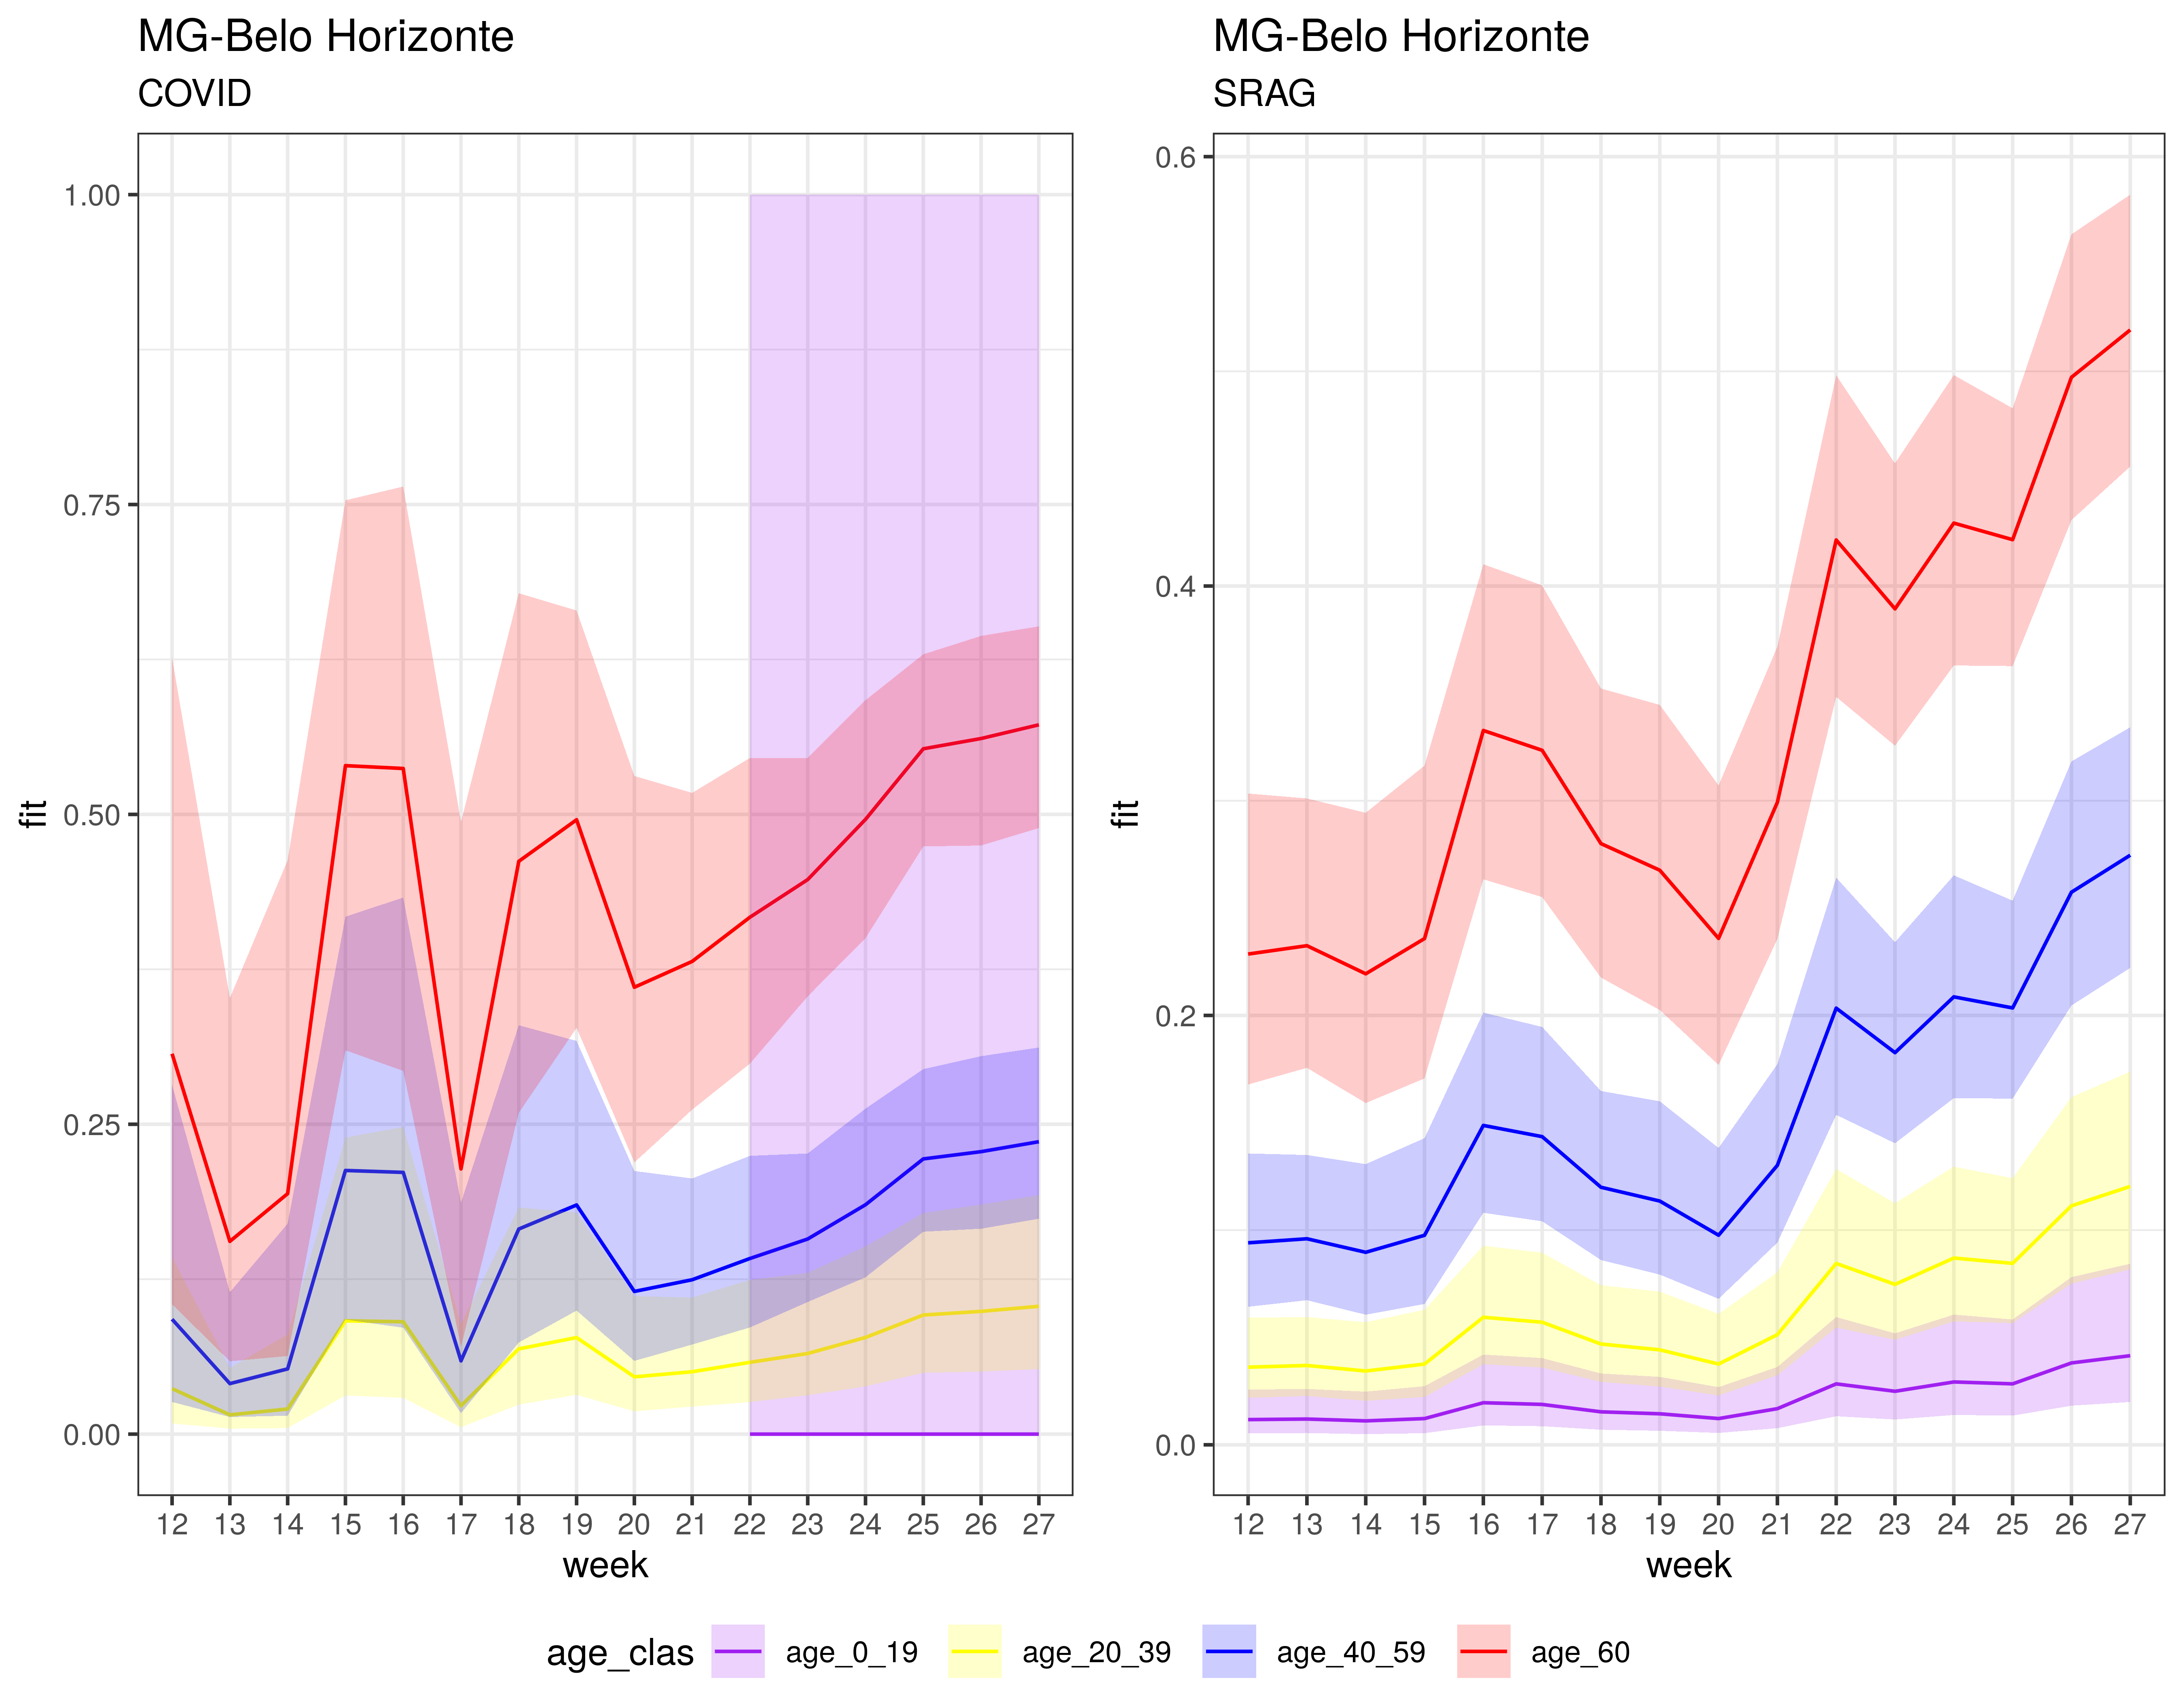 MG-Belo Horizonte
COVID
fit
1.00
0.75
0.50
0.25
0.00
12 13 14 15 16 17 18 19 20 21 22 23 24 25 26 27
week
MG-Belo Horizonte
SRAG
fit
0.6
0.4
0.2
0.0
12 13 14 15 16 17 18 19 20 21 22 23 24 25 26 27
week
age_clas age_0_19 age_20_39 age_40_59 age_60